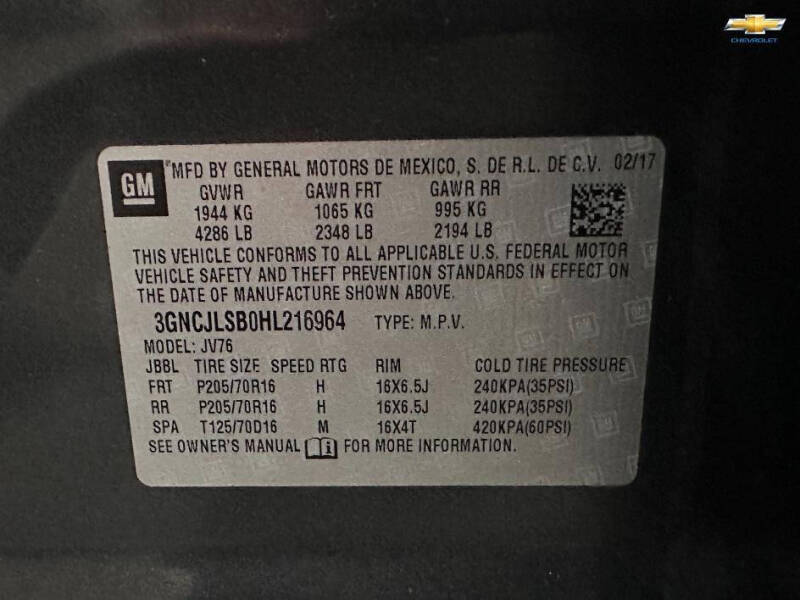 CHEVROLET
GM
® MFD BY GENERAL MOTORS DE MEXICO, S. DE R.L. DE C.V. 02/17
GVWR GAWR FRT GAWR RR
1944 KG 1065 KG 995 KG
4286 LB 2348 LB 2194 LB
THIS VEHICLE CONFORMS TO ALL APPLICABLE U.S. FEDERAL MOTOR
VEHICLE SAFETY AND THEFT PREVENTION STANDARDS IN EFFECT ON
THE DATE OF MANUFACTURE SHOWN ABOVE.
3GNCJLSB0HL216964 TYPE: M.P.V.
MODEL: JV76
JBBL TIRE SIZE SPEED RTG RIM COLD TIRE PRESSURE
FRT P205/70R16 H 16X6.5J 240KPA(35PSI)
RR P205/70R16 H 16X6.5J 240KPA(35PSI)
SPA T125/70D16 M 16X4T 420KPA(60PSI)
SEE OWNER'S MANUAL FOR MORE INFORMATION.